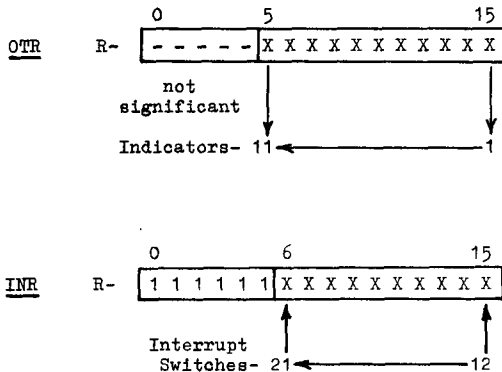 0 5 15
OTR R- - - - - - X X X X X X X X X X X
not
significant
Indicators- 11 1
0 6 15
INR R- 1 1 1 1 1 1 X X X X X X X X X X
Interrupt
Switches- 21 12